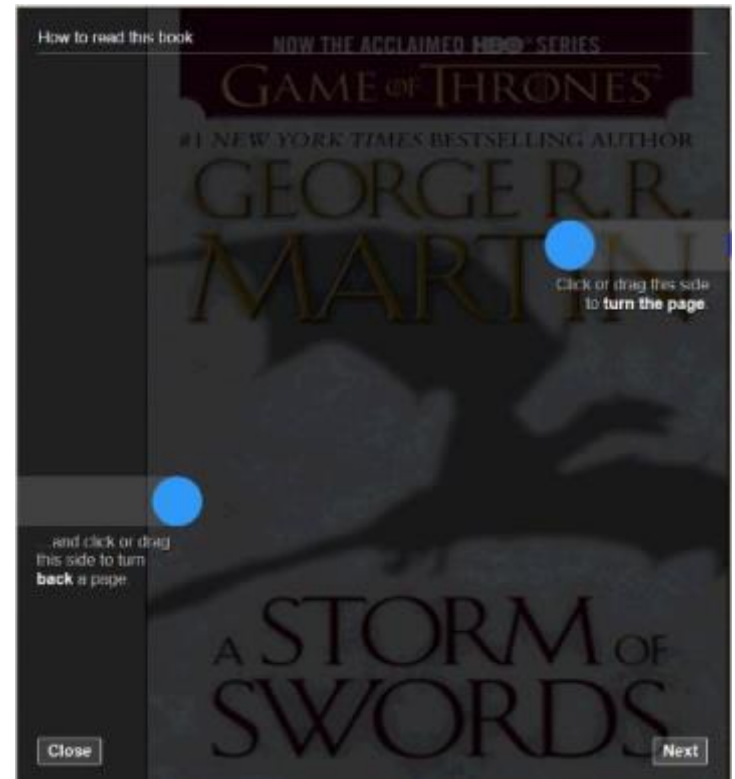 How to read this book
NOW THE ACCLAIMED HBO® SERIES
GAME OF THRONES
#1 NEW YORK TIMES BESTSELLING AUTHOR
GEORGE R.R.
MARTIN
Click or drag this side
to turn the page.
...and click or drag
this side to turn
back a page.
A STORM OF
SWORDS
Close
Next